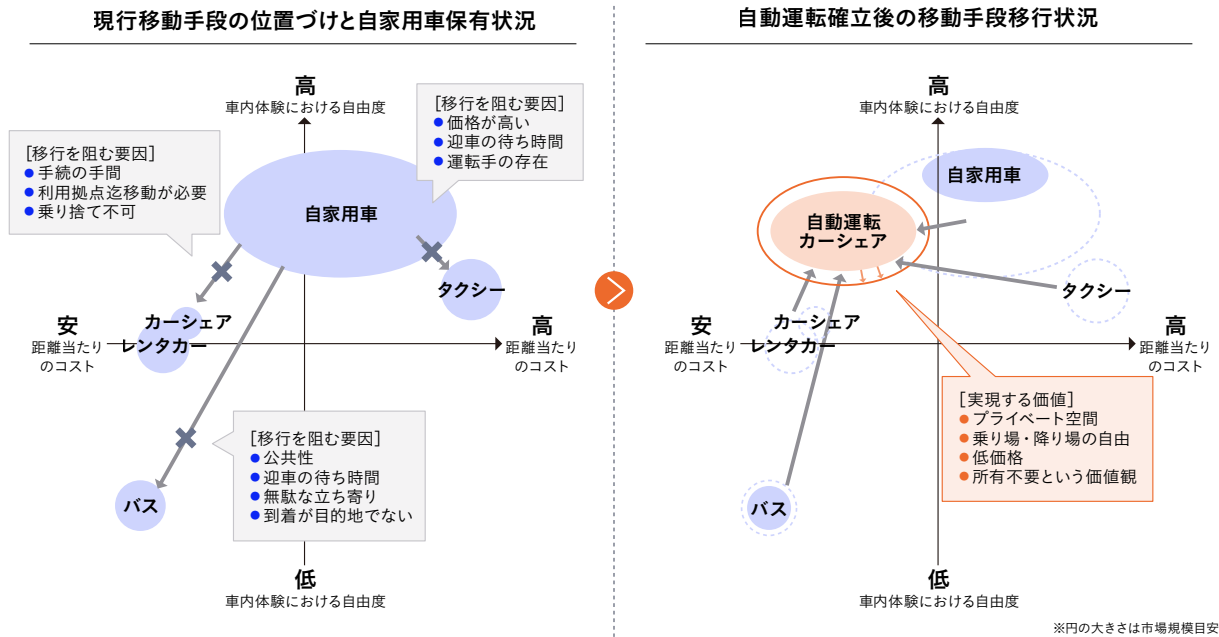 現行移動手段の位置づけと自家用車保有状況
高
車内体験における自由度
[移行を阻む要因]
● 価格が高い
● 迎車の待ち時間
● 運転手の存在
[移行を阻む要因]
● 手続の手間
● 利用拠点迄移動が必要
● 乗り捨て不可
自家用車
タクシー
カーシェア
レンタカー
安
距離当たり
のコスト
高
距離当たり
のコスト
[移行を阻む要因]
● 公共性
● 迎車の待ち時間
● 無駄な立ち寄り
● 到着が目的地でない
バス
低
車内体験における自由度
自動運転確立後の移動手段移行状況
高
車内体験における自由度
自家用車
自動運転
カーシェア
タクシー
カーシェア
レンタカー
安
距離当たり
のコスト
高
距離当たり
のコスト
[実現する価値]
● プライベート空間
● 乗り場・降り場の自由
● 低価格
● 所有不要という価値観
バス
低
車内体験における自由度
※円の大きさは市場規模目安